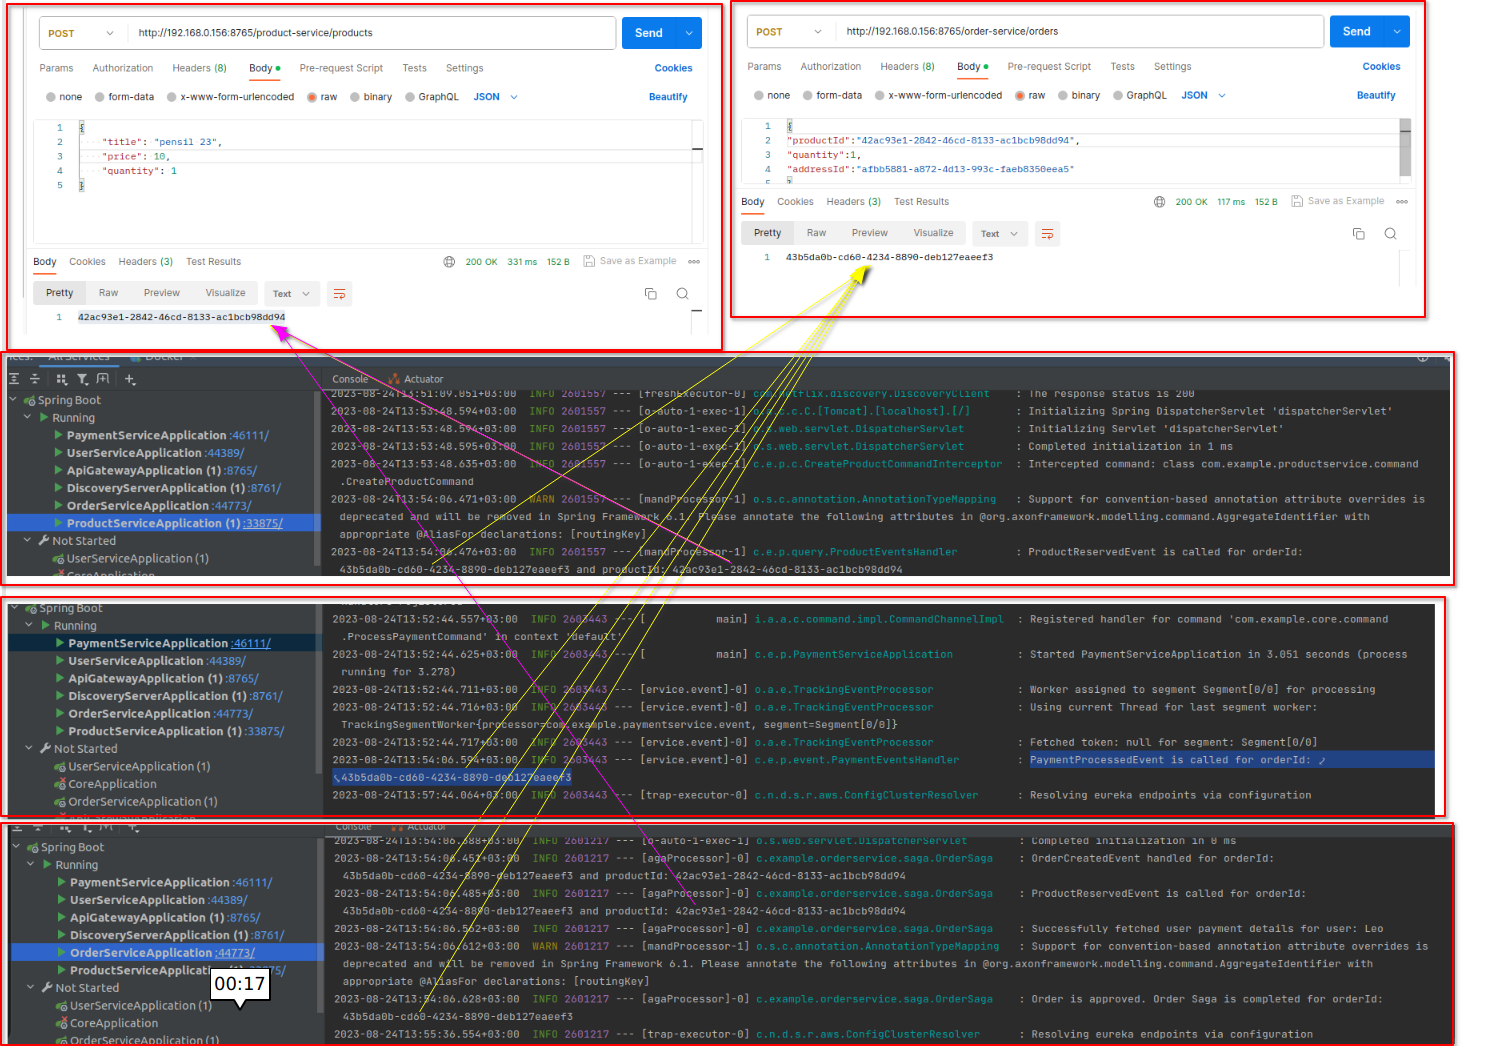 POST
http://192.168.0.156:8765/product-service/products
Send
Params Authorization Headers (8) Body Pre-request Script Tests Settings Cookies
none form-data x-www-form-urlencoded raw binary GraphQL JSON Beautify
1 {
2 "title": "pensil 23",
3 "price": 10,
4 "quantity": 1
5 }
Body Cookies Headers (3) Test Results 200 OK 331 ms 152 B Save as Example
Pretty Raw Preview Visualize Text
1 42ac93e1-2842-46cd-8133-ac1bcb98dd94
POST
http://192.168.0.156:8765/order-service/orders
Send
Params Authorization Headers (8) Body Pre-request Script Tests Settings Cookies
none form-data x-www-form-urlencoded raw binary GraphQL JSON Beautify
1 {
2 "productId":"42ac93e1-2842-46cd-8133-ac1bcb98dd94",
3 "quantity":1,
4 "addressId":"afbb5881-a872-4d13-993c-faeb8350eea5"
5 }
Body Cookies Headers (3) Test Results 200 OK 117 ms 152 B Save as Example
Pretty Raw Preview Visualize Text
1 43b5da0b-cd60-4234-8890-deb127eaeef3
All Services Docker
Spring Boot
Running
PaymentServiceApplication :46111/
UserServiceApplication :44389/
ApiGatewayApplication (1) :8765/
DiscoveryServerApplication (1) :8761/
OrderServiceApplication :44773/
ProductServiceApplication (1) :33875/
Not Started
UserServiceApplication (1)
CoreApplication
Console Actuator
2023-08-24T13:51:09.051+03:00 INFO 2601557 --- [freshExecutor-0] com.netflix.discovery.DiscoveryClient : The response status is 200
2023-08-24T13:53:48.594+03:00 INFO 2601557 --- [o-auto-1-exec-1] o.a.c.c.C.[Tomcat].[localhost].[/] : Initializing Spring DispatcherServlet 'dispatcherServlet'
2023-08-24T13:53:48.594+03:00 INFO 2601557 --- [o-auto-1-exec-1] o.s.web.servlet.DispatcherServlet : Initializing Servlet 'dispatcherServlet'
2023-08-24T13:53:48.595+03:00 INFO 2601557 --- [o-auto-1-exec-1] o.s.web.servlet.DispatcherServlet : Completed initialization in 1 ms
2023-08-24T13:53:48.635+03:00 INFO 2601557 --- [o-auto-1-exec-1] c.e.p.c.CreateProductCommandInterceptor : Intercepted command: class com.example.productservice.command
.CreateProductCommand
2023-08-24T13:54:06.471+03:00 WARN 2601557 --- [mandProcessor-1] o.s.c.annotation.AnnotationTypeMapping : Support for convention-based annotation attribute overrides is
deprecated and will be removed in Spring Framework 6.1. Please annotate the following attributes in @org.axonframework.modelling.command.AggregateIdentifier with
appropriate @AliasFor declarations: [routingKey]
2023-08-24T13:54:06.476+03:00 INFO 2601557 --- [mandProcessor-1] c.e.p.query.ProductEventsHandler : ProductReservedEvent is called for orderId:
43b5da0b-cd60-4234-8890-deb127eaeef3 and productId: 42ac93e1-2842-46cd-8133-ac1bcb98dd94
Spring Boot
Running
PaymentServiceApplication :46111/
UserServiceApplication :44389/
ApiGatewayApplication (1) :8765/
DiscoveryServerApplication (1) :8761/
OrderServiceApplication :44773/
ProductServiceApplication (1) :33875/
Not Started
UserServiceApplication (1)
CoreApplication
OrderServiceApplication (1)
2023-08-24T13:52:44.557+03:00 INFO 2603443 --- [ main] i.a.a.c.command.impl.CommandChannelImpl : Registered handler for command 'com.example.core.command
.ProcessPaymentCommand' in context 'default'
2023-08-24T13:52:44.625+03:00 INFO 2603443 --- [ main] c.e.p.PaymentServiceApplication : Started PaymentServiceApplication in 3.051 seconds (process
running for 3.278)
2023-08-24T13:52:44.711+03:00 INFO 2603443 --- [ervice.event]-0] o.a.e.TrackingEventProcessor : Worker assigned to segment Segment[0/0] for processing
2023-08-24T13:52:44.716+03:00 INFO 2603443 --- [ervice.event]-0] o.a.e.TrackingEventProcessor : Using current Thread for last segment worker:
TrackingSegmentWorker{processor=com.example.paymentservice.event, segment=Segment[0/0]}
2023-08-24T13:52:44.717+03:00 INFO 2603443 --- [ervice.event]-0] o.a.e.TrackingEventProcessor : Fetched token: null for segment: Segment[0/0]
2023-08-24T13:54:06.594+03:00 INFO 2603443 --- [ervice.event]-0] c.e.p.event.PaymentEventsHandler : PaymentProcessedEvent is called for orderId:
43b5da0b-cd60-4234-8890-deb127eaeef3
2023-08-24T13:57:44.064+03:00 INFO 2603443 --- [trap-executor-0] c.n.d.s.r.aws.ConfigClusterResolver : Resolving eureka endpoints via configuration
Console Actuator
Spring Boot
Running
PaymentServiceApplication :46111/
UserServiceApplication :44389/
ApiGatewayApplication (1) :8765/
DiscoveryServerApplication (1) :8761/
OrderServiceApplication :44773/
ProductServiceApplication
Not Started
00:17
UserServiceApplication (1)
CoreApplication
OrderServiceApplication (1)
2023-08-24T13:54:06.388+03:00 INFO 2601217 --- [o-auto-1-exec-1] o.s.web.servlet.DispatcherServlet : Completed initialization in 0 ms
2023-08-24T13:54:06.451+03:00 INFO 2601217 --- [agaProcessor]-0] c.example.orderservice.saga.OrderSaga : OrderCreatedEvent handled for orderId:
43b5da0b-cd60-4234-8890-deb127eaeef3 and productId: 42ac93e1-2842-46cd-8133-ac1bcb98dd94
2023-08-24T13:54:06.485+03:00 INFO 2601217 --- [agaProcessor]-0] c.example.orderservice.saga.OrderSaga : ProductReservedEvent is called for orderId:
43b5da0b-cd60-4234-8890-deb127eaeef3 and productId: 42ac93e1-2842-46cd-8133-ac1bcb98dd94
2023-08-24T13:54:06.562+03:00 INFO 2601217 --- [agaProcessor]-0] c.example.orderservice.saga.OrderSaga : Successfully fetched user payment details for user: Leo
2023-08-24T13:54:06.612+03:00 WARN 2601217 --- [mandProcessor-1] o.s.c.annotation.AnnotationTypeMapping : Support for convention-based annotation attribute overrides is
deprecated and will be removed in Spring Framework 6.1. Please annotate the following attributes in @org.axonframework.modelling.command.AggregateIdentifier with
appropriate @AliasFor declarations: [routingKey]
2023-08-24T13:54:06.628+03:00 INFO 2601217 --- [agaProcessor]-0] c.example.orderservice.saga.OrderSaga : Order is approved. Order Saga is completed for orderId:
43b5da0b-cd60-4234-8890-deb127eaeef3
2023-08-24T13:55:36.554+03:00 INFO 2601217 --- [trap-executor-0] c.n.d.s.r.aws.ConfigClusterResolver : Resolving eureka endpoints via configuration